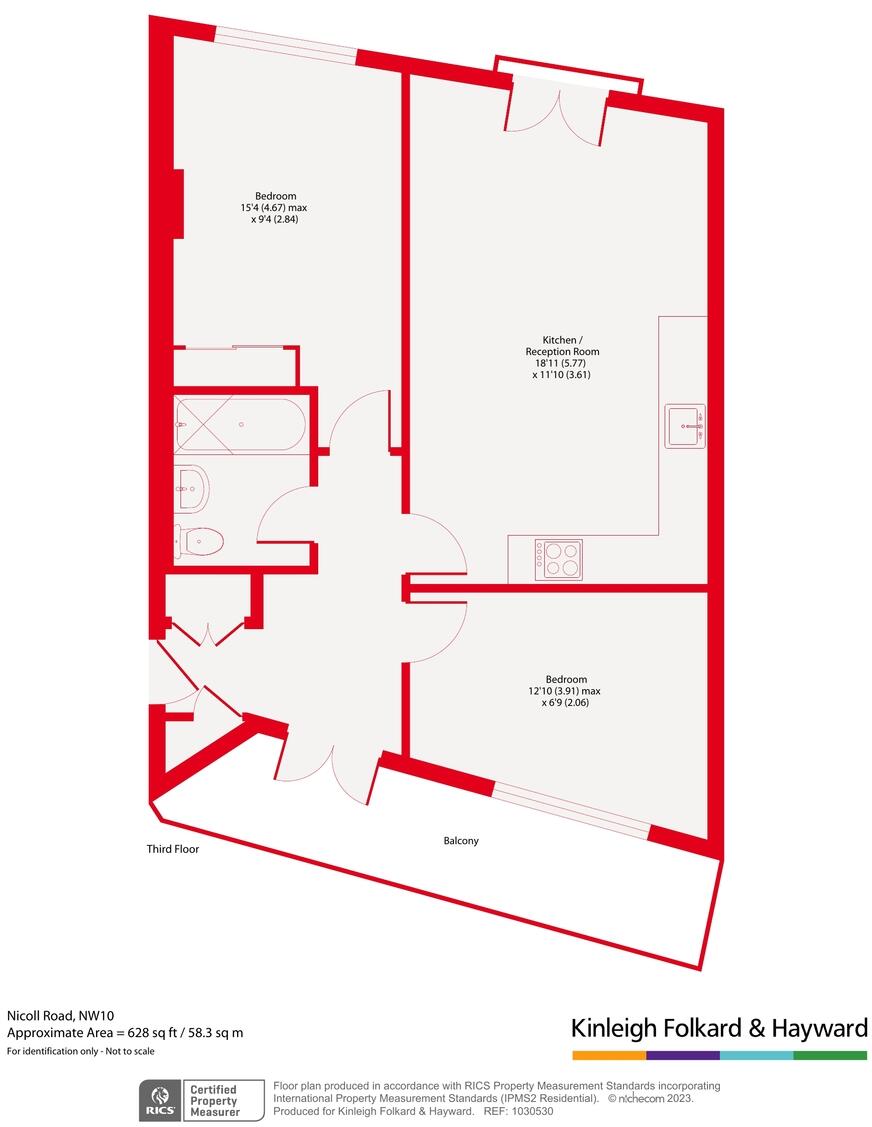 Bedroom
15'4 (4.67) max
x 9'4 (2.84)
Kitchen /
Reception Room
18'11 (5.77)
x 11'10 (3.61)
Bedroom
12'10 (3.91) max
x 6'9 (2.06)
Balcony
Third Floor
Nicoll Road, NW10
Approximate Area = 628 sq ft / 58.3 sq m
For identification only - Not to scale
Kinleigh Folkard & Hayward
RICS
Certified
Property
Measurer
Floor plan produced in accordance with RICS Property Measurement Standards incorporating
International Property Measurement Standards (IPMS2 Residential). © nichecom 2023.
Produced for Kinleigh Folkard & Hayward. REF: 1030530